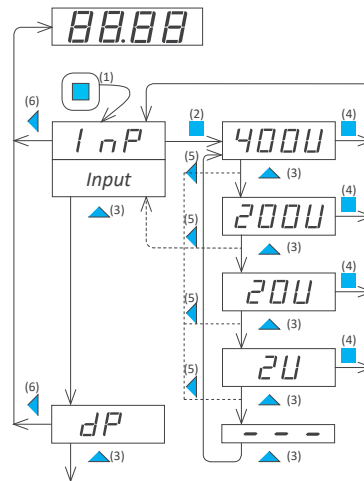 88.88
(1)
(6)
(2)
(4)
InP
400U
Input
(5)
(3)
(3)
(4)
200U
(5)
(3)
(4)
20U
(5)
(3)
(4)
(5)
2U
(3)
(6)
dP
- - -
(3)
(3)